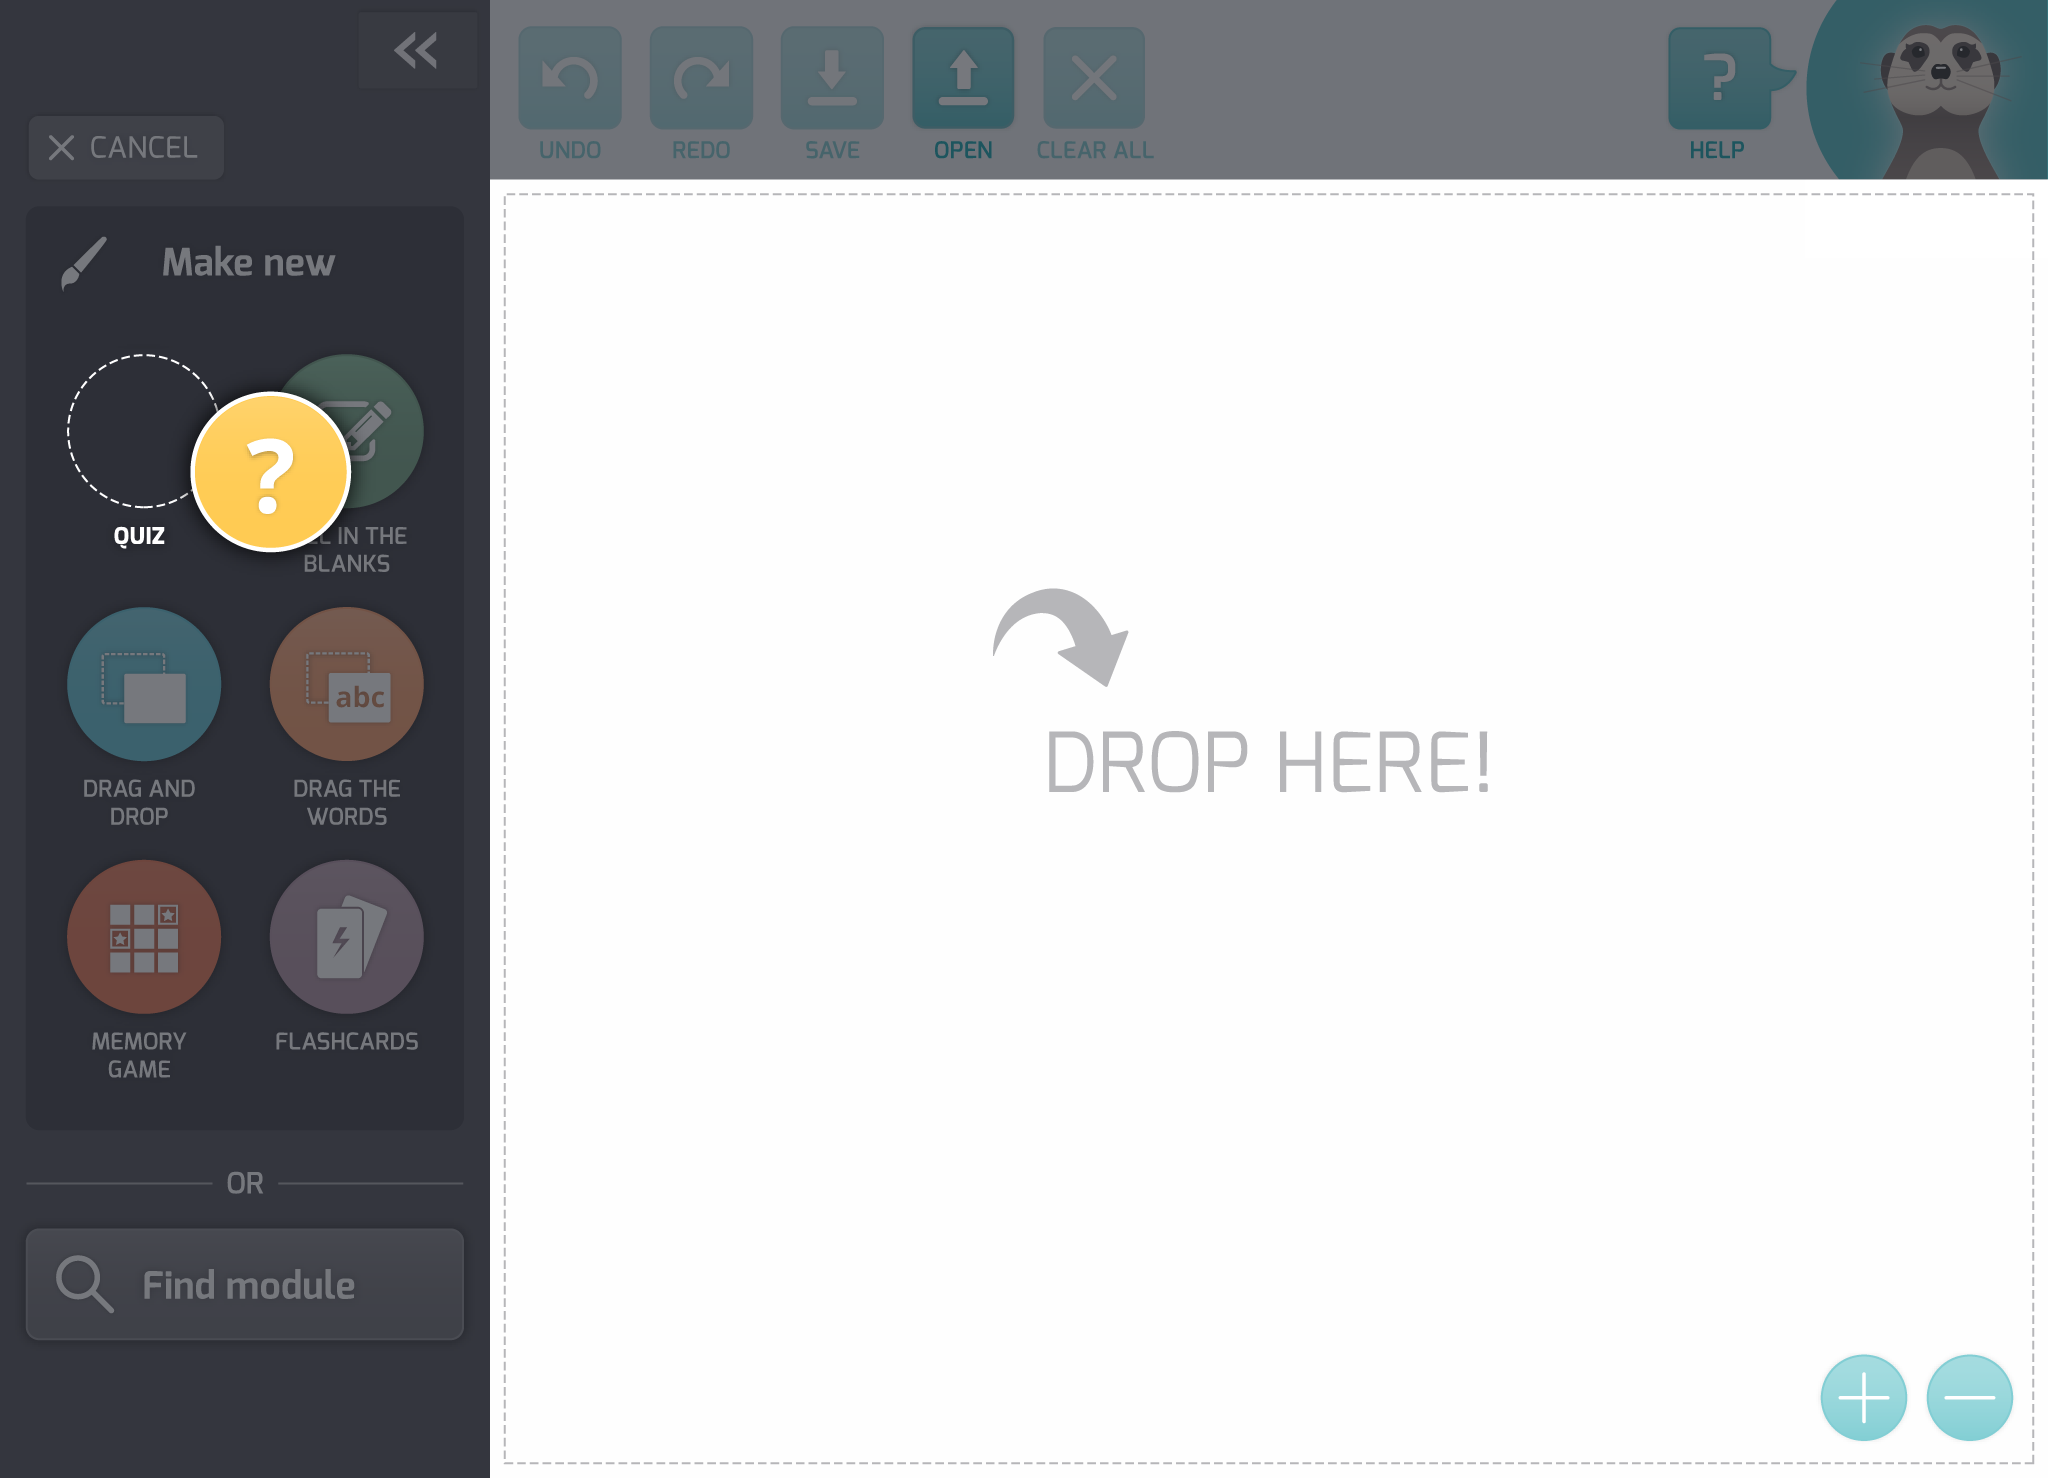 CANCEL
UNDO
REDO
SAVE
OPEN
CLEAR ALL
?
HELP
Make new
?
QUIZ
IN THE
BLANKS
DRAG AND
DROP
abc
DRAG THE
WORDS
MEMORY
GAME
FLASHCARDS
OR
Find module
DROP HERE!